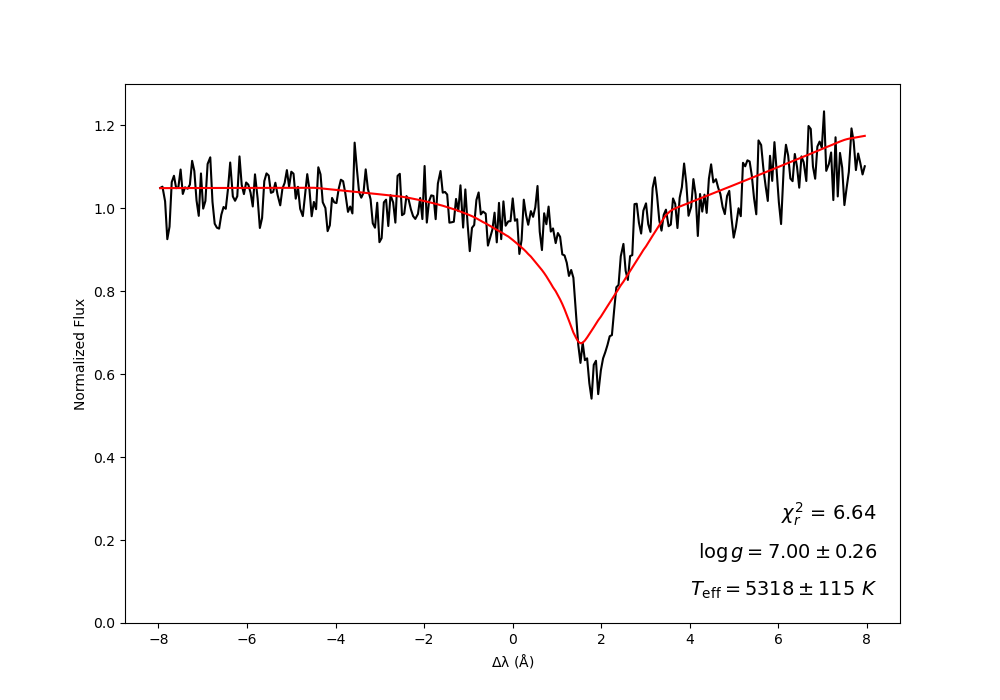 1.2
1.0
0.8
0.6
0.4
0.2
0.0
Normalized Flux
χ²ᵣ = 6.64
log g = 7.00 ± 0.26
T_eff = 5318 ± 115 K
−8 −6 −4 −2 0 2 4 6 8
Δλ (Å)